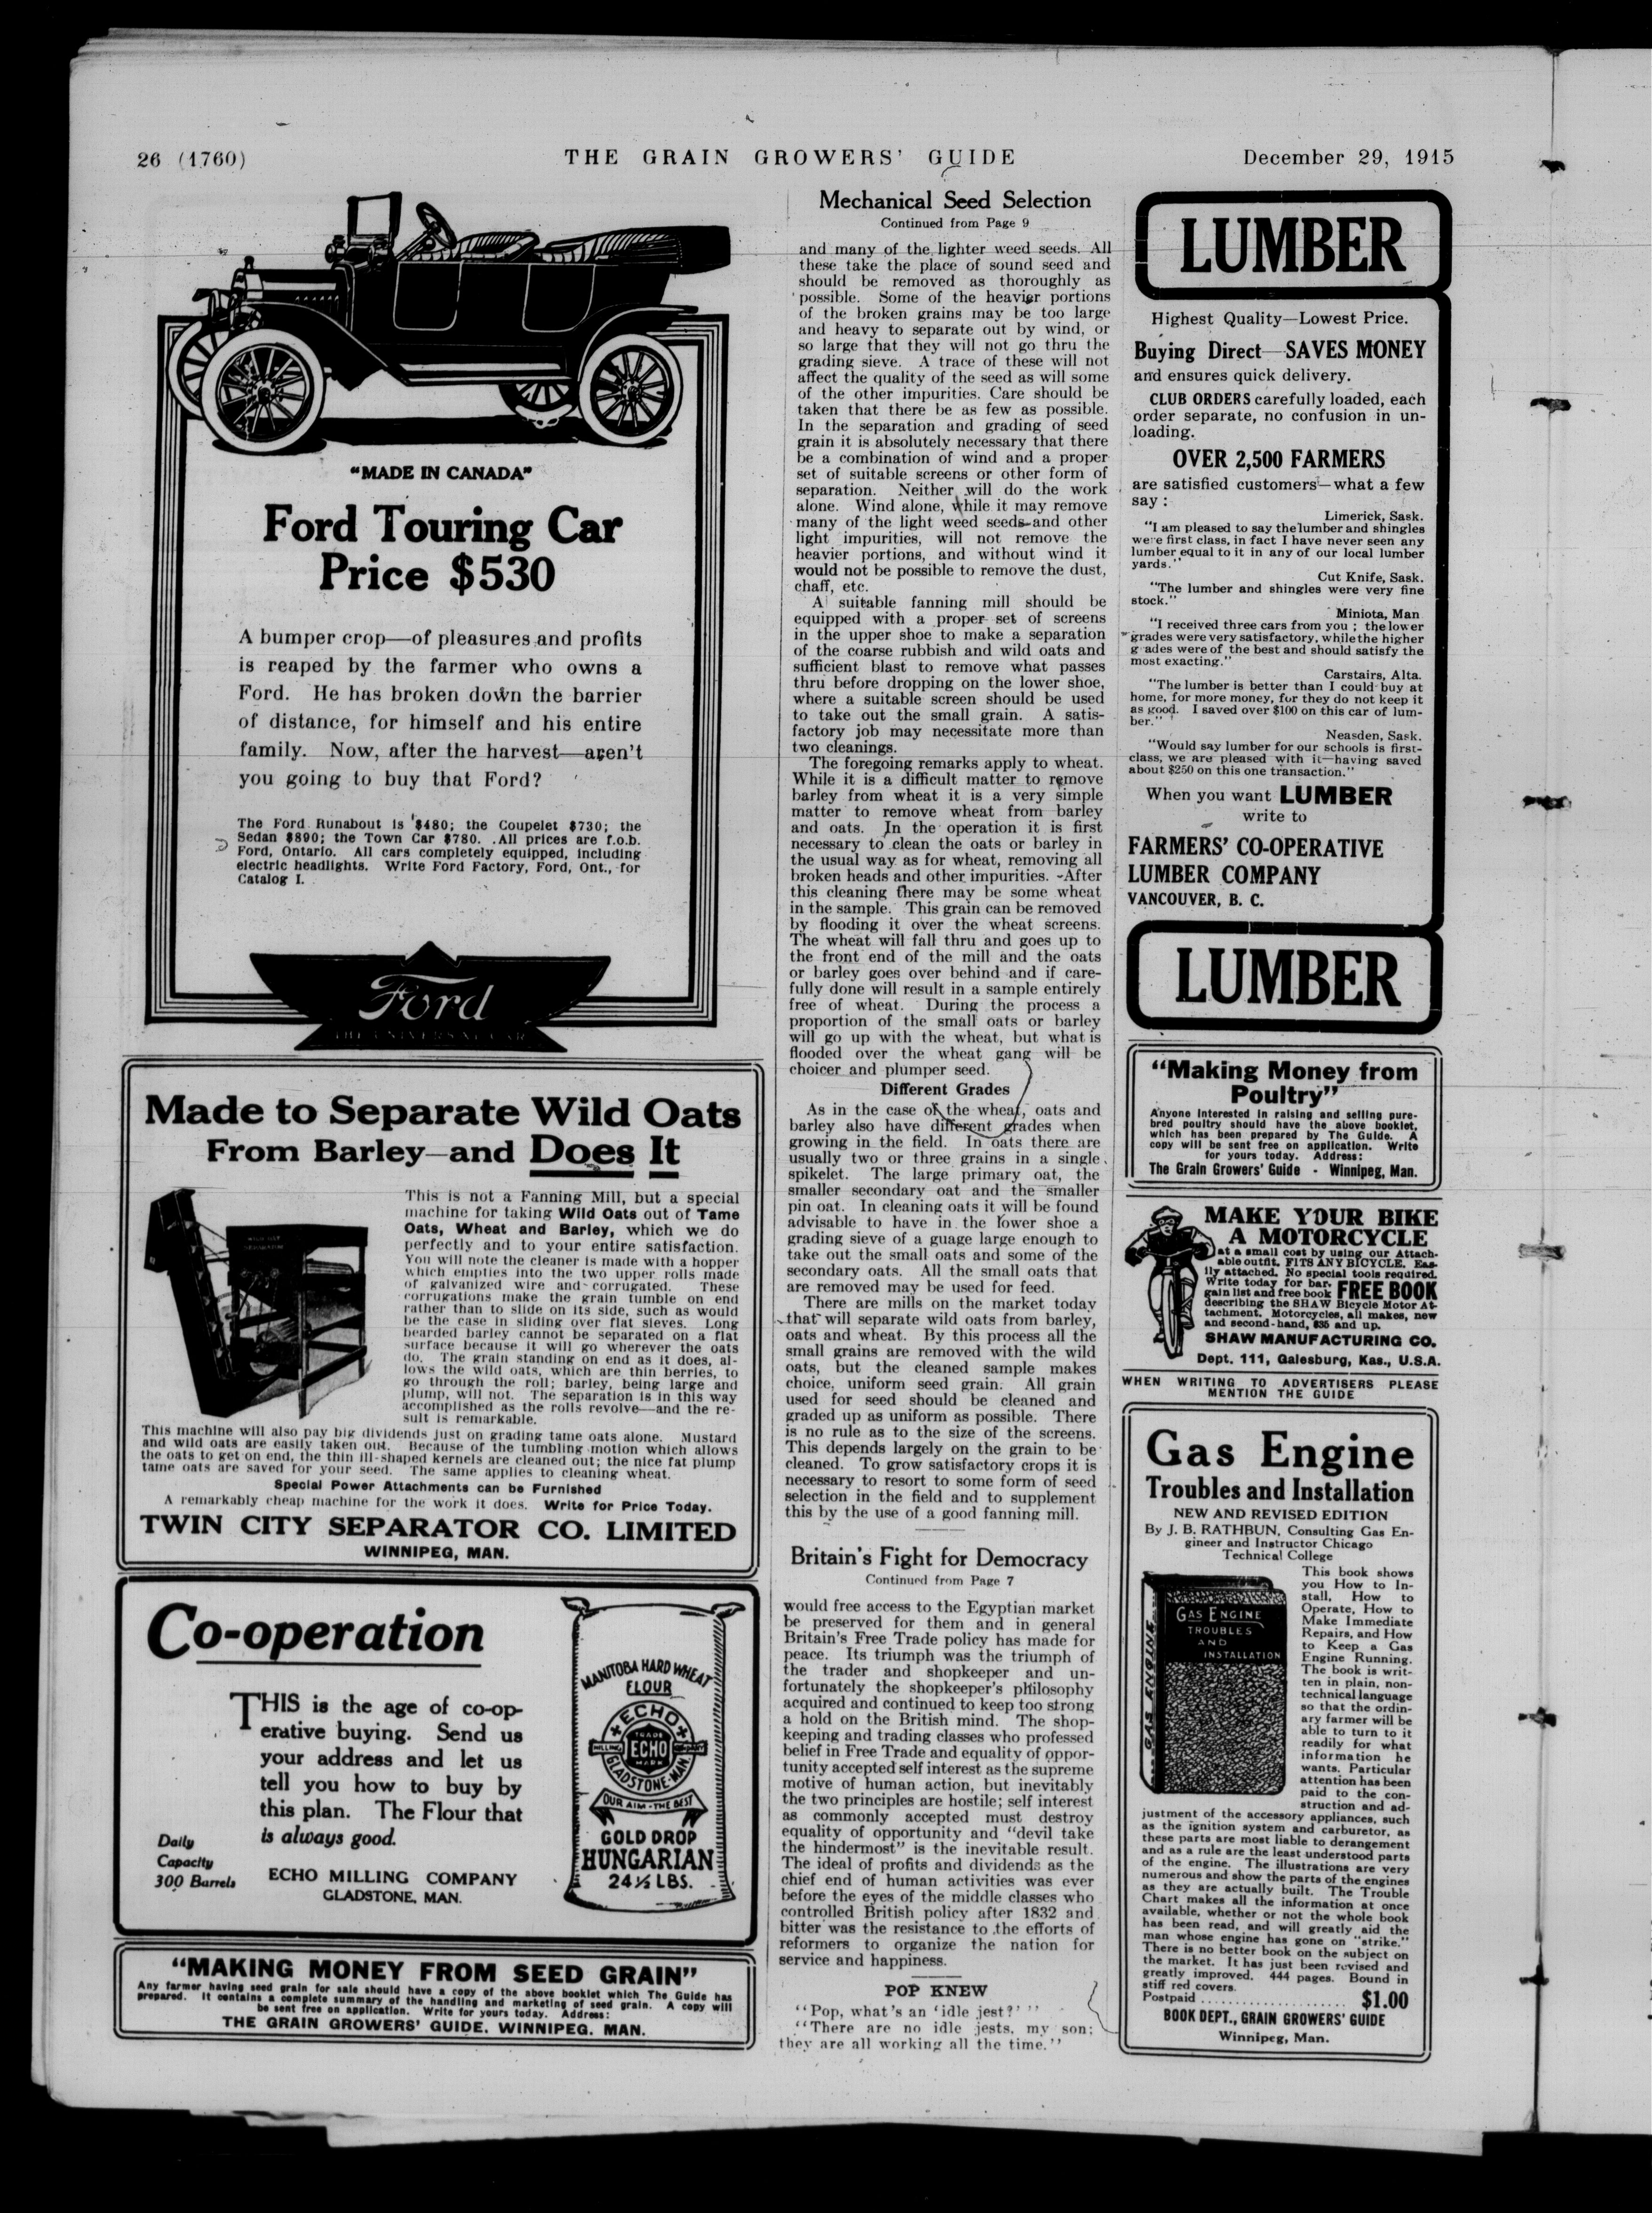 26 (1760)
THE GRAIN GROWERS' GUIDE
December 29, 1915
"MADE IN CANADA"
Ford Touring Car
Price $530
A bumper crop—of pleasures and profits
is reaped by the farmer who owns a
Ford. He has broken down the barrier
of distance, for himself and his entire
family. Now, after the harvest—aren't
you going to buy that Ford?
The Ford Runabout is $480; the Coupelet $730; the
Sedan $890; the Town Car $780. All prices are f.o.b.
Ford, Ontario. All cars completely equipped, including
electric headlights. Write Ford Factory, Ford, Ont., for
Catalog I.
Ford
THE UNIVERSAL CAR
Made to Separate Wild Oats
From Barley—and Does It
This is not a Fanning Mill, but a special
machine for taking Wild Oats out of Tame
Oats, Wheat and Barley, which we do
perfectly and to your entire satisfaction.
You will note the cleaner is made with a hopper
which empties into the two upper rolls made
of galvanized wire and corrugated. These
corrugations make the grain tumble on end
rather than to slide on its side, such as would
be the case in sliding over flat sieves. Long
bearded barley cannot be separated on a flat
surface because it will go wherever the oats
do. The grain standing on end as it does, al-
lows the wild oats, which are thin berries, to
go through the roll; barley, being large and
plump, will not. The separation is in this way
accomplished as the rolls revolve—and the re-
sult is remarkable.
This machine will also pay big dividends just on grading tame oats alone. Mustard
and wild oats are easily taken out. Because of the tumbling motion which allows
the oats to get on end, the thin ill-shaped kernels are cleaned out; the nice fat plump
tame oats are saved for your seed. The same applies to cleaning wheat.
Special Power Attachments can be Furnished
A remarkably cheap machine for the work it does. Write for Price Today.
TWIN CITY SEPARATOR CO. LIMITED
WINNIPEG, MAN.
Co-operation
THIS is the age of co-op-
erative buying. Send us
your address and let us
tell you how to buy by
this plan. The Flour that
is always good.
Daily
Capacity
300 Barrels
ECHO MILLING COMPANY
GLADSTONE, MAN.
MANITOBA HARD WHEAT
FLOUR
ECHO
TRADE
MILLING ECHO COMPANY
MARK
GLADSTONE, MAN.
OUR AIM - THE BEST
GOLD DROP
HUNGARIAN
24½ LBS.
"MAKING MONEY FROM SEED GRAIN"
Any farmer having seed grain for sale should have a copy of the above booklet which The Guide has
prepared. It contains a complete summary of the handling and marketing of seed grain. A copy will
be sent free on application. Write for yours today. Address:
THE GRAIN GROWERS' GUIDE, WINNIPEG, MAN.
Mechanical Seed Selection
Continued from Page 9
and many of the lighter weed seeds. All
these take the place of sound seed and
should be removed as thoroughly as
possible. Some of the heavier portions
of the broken grains may be too large
and heavy to separate out by wind, or
so large that they will not go thru the
grading sieve. A trace of these will not
affect the quality of the seed as will some
of the other impurities. Care should be
taken that there be as few as possible.
In the separation and grading of seed
grain it is absolutely necessary that there
be a combination of wind and a proper
set of suitable screens or other form of
separation. Neither will do the work
alone. Wind alone, while it may remove
many of the light weed seeds and other
light impurities, will not remove the
heavier portions, and without wind it
would not be possible to remove the dust,
chaff, etc.
A suitable fanning mill should be
equipped with a proper set of screens
in the upper shoe to make a separation
of the coarse rubbish and wild oats and
sufficient blast to remove what passes
thru before dropping on the lower shoe,
where a suitable screen should be used
to take out the small grain. A satis-
factory job may necessitate more than
two cleanings.
The foregoing remarks apply to wheat.
While it is a difficult matter to remove
barley from wheat it is a very simple
matter to remove wheat from barley
and oats. In the operation it is first
necessary to clean the oats or barley in
the usual way as for wheat, removing all
broken heads and other impurities. After
this cleaning there may be some wheat
in the sample. This grain can be removed
by flooding it over the wheat screens.
The wheat will fall thru and goes up to
the front end of the mill and the oats
or barley goes over behind and if care-
fully done will result in a sample entirely
free of wheat. During the process a
proportion of the small oats or barley
will go up with the wheat, but what is
flooded over the wheat gang will be
choicer and plumper seed.
Different Grades
As in the case of the wheat, oats and
barley also have different grades when
growing in the field. In oats there are
usually two or three grains in a single
spikelet. The large primary oat, the
smaller secondary oat and the smaller
pin oat. In cleaning oats it will be found
advisable to have in the lower shoe a
grading sieve of a guage large enough to
take out the small oats and some of the
secondary oats. All the small oats that
are removed may be used for feed.
There are mills on the market today
that will separate wild oats from barley,
oats and wheat. By this process all the
small grains are removed with the wild
oats, but the cleaned sample makes
choice, uniform seed grain. All grain
used for seed should be cleaned and
graded up as uniform as possible. There
is no rule as to the size of the screens.
This depends largely on the grain to be
cleaned. To grow satisfactory crops it is
necessary to resort to some form of seed
selection in the field and to supplement
this by the use of a good fanning mill.
Britain's Fight for Democracy
Continued from Page 7
would free access to the Egyptian market
be preserved for them and in general
Britain's Free Trade policy has made for
peace. Its triumph was the triumph of
the trader and shopkeeper and un-
fortunately the shopkeeper's philosophy
acquired and continued to keep too strong
a hold on the British mind. The shop-
keeping and trading classes who professed
belief in Free Trade and equality of oppor-
tunity accepted self interest as the supreme
motive of human action, but inevitably
the two principles are hostile; self interest
as commonly accepted must destroy
equality of opportunity and "devil take
the hindermost" is the inevitable result.
The ideal of profits and dividends as the
chief end of human activities was ever
before the eyes of the middle classes who
controlled British policy after 1832 and
bitter was the resistance to the efforts of
reformers to organize the nation for
service and happiness.
POP KNEW
"Pop, what's an 'idle jest?' "
"There are no idle jests, my son;
they are all working all the time."
LUMBER
Highest Quality—Lowest Price.
Buying Direct—SAVES MONEY
and ensures quick delivery.
CLUB ORDERS carefully loaded, each
order separate, no confusion in un-
loading.
OVER 2,500 FARMERS
are satisfied customers—what a few
say:
Limerick, Sask.
"I am pleased to say the lumber and shingles
were first class, in fact I have never seen any
lumber equal to it in any of our local lumber
yards."
Cut Knife, Sask.
"The lumber and shingles were very fine
stock."
Miniota, Man
"I received three cars from you; the lower
grades were very satisfactory, while the higher
g ades were of the best and should satisfy the
most exacting."
Carstairs, Alta.
"The lumber is better than I could buy at
home, for more money, for they do not keep it
as good. I saved over $100 on this car of lum-
ber."
Neasden, Sask.
"Would say lumber for our schools is first-
class, we are pleased with it—having saved
about $250 on this one transaction."
When you want LUMBER
write to
FARMERS' CO-OPERATIVE
LUMBER COMPANY
VANCOUVER, B. C.
LUMBER
"Making Money from
Poultry"
Anyone interested in raising and selling pure-
bred poultry should have the above booklet,
which has been prepared by The Guide. A
copy will be sent free on application. Write
for yours today. Address:
The Grain Growers' Guide - Winnipeg, Man.
MAKE YOUR BIKE
A MOTORCYCLE
at a small cost by using our Attach-
able outfit. FITS ANY BICYCLE. Eas-
ily attached. No special tools required.
Write today for bar-
gain list and free book FREE BOOK
describing the SHAW Bicycle Motor At-
tachment. Motorcycles, all makes, new
and second-hand, $35 and up.
SHAW MANUFACTURING CO.
Dept. 111, Galesburg, Kas., U.S.A.
WHEN WRITING TO ADVERTISERS PLEASE
MENTION THE GUIDE
Gas Engine
Troubles and Installation
NEW AND REVISED EDITION
By J. B. RATHBUN, Consulting Gas En-
gineer and Instructor Chicago
Technical College
GAS ENGINE
GAS ENGINE
TROUBLES
AND
INSTALLATION
This book shows
you How to In-
stall, How to
Operate, How to
Make Immediate
Repairs, and How
to Keep a Gas
Engine Running.
The book is writ-
ten in plain, non-
technical language
so that the ordin-
ary farmer will be
able to turn to it
readily for what
information he
wants. Particular
attention has been
paid to the con-
struction and ad-
justment of the accessory appliances, such
as the ignition system and carburetor, as
these parts are most liable to derangement
and as a rule are the least understood parts
of the engine. The illustrations are very
numerous and show the parts of the engines
as they are actually built. The Trouble
Chart makes all the information at once
available, whether or not the whole book
has been read, and will greatly aid the
man whose engine has gone on "strike."
There is no better book on the subject on
the market. It has just been revised and
greatly improved. 444 pages. Bound in
stiff red covers.
Postpaid .................... $1.00
BOOK DEPT., GRAIN GROWERS' GUIDE
Winnipeg, Man.